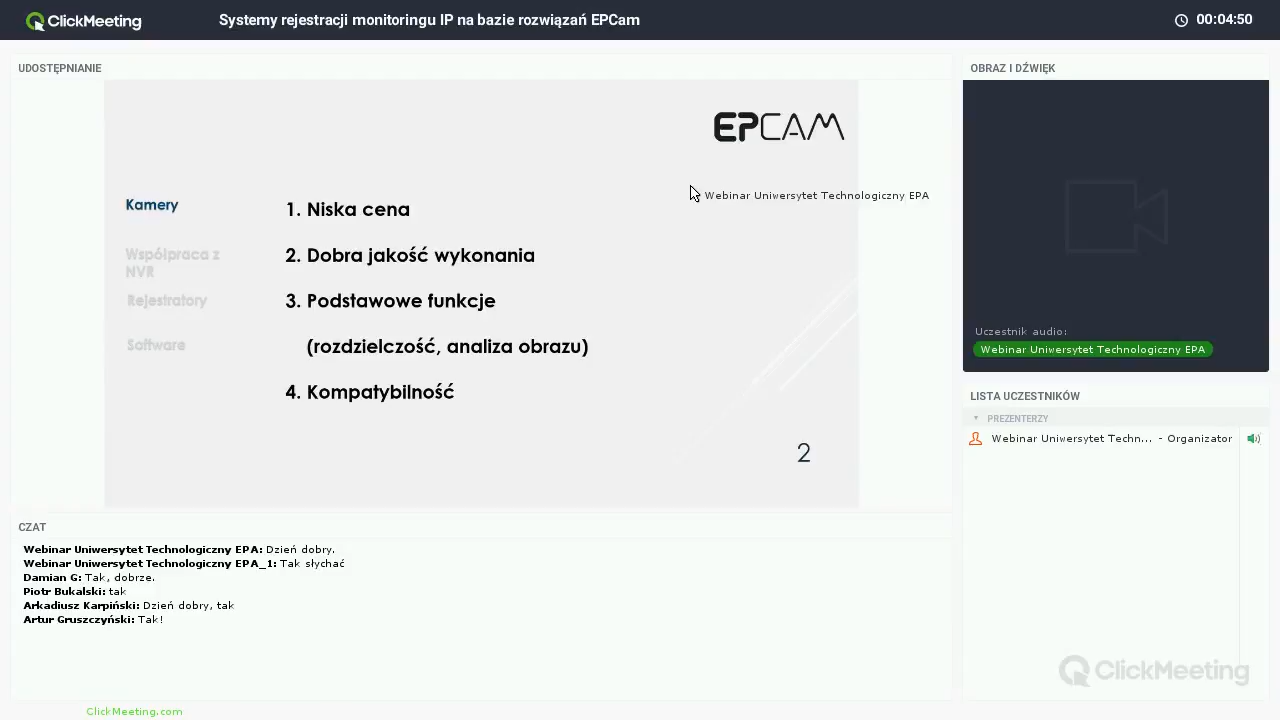 ClickMeeting
Systemy rejestracji monitoringu IP na bazie rozwiązań EPCam
00:04:50
UDOSTĘPNIANIE
EPCAM
Webinar Uniwersytet Technologiczny EPA
Kamery
Współpraca z
NVR
Rejestratory
Software
1. Niska cena
2. Dobra jakość wykonania
3. Podstawowe funkcje
(rozdzielczość, analiza obrazu)
4. Kompatybilność
2
OBRAZ I DŹWIĘK
Uczestnik audio:
Webinar Uniwersytet Technologiczny EPA
LISTA UCZESTNIKÓW
PREZENTERZY
Webinar Uniwersytet Techn... - Organizator
CZAT
Webinar Uniwersytet Technologiczny EPA: Dzień dobry.
Webinar Uniwersytet Technologiczny EPA_1: Tak słychać
Damian G: Tak, dobrze.
Piotr Bukalski: tak
Arkadiusz Karpiński: Dzień dobry, tak
Artur Gruszczyński: Tak!
ClickMeeting
ClickMeeting.com